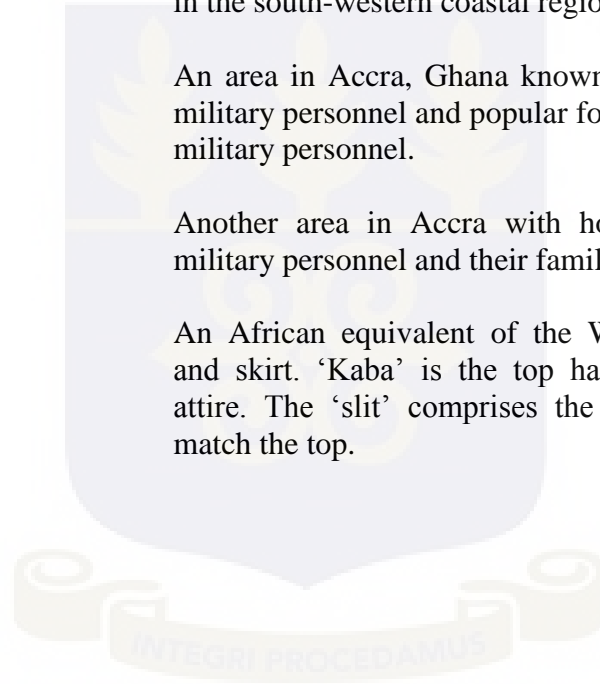 in the south-western coastal regio
An area in Accra, Ghana known
military personnel and popular fo
military personnel.
Another area in Accra with ho
military personnel and their famil
An African equivalent of the W
and skirt. ‘Kaba’ is the top ha
attire. The ‘slit’ comprises the
match the top.
INTEGRI PROCEDAMUS